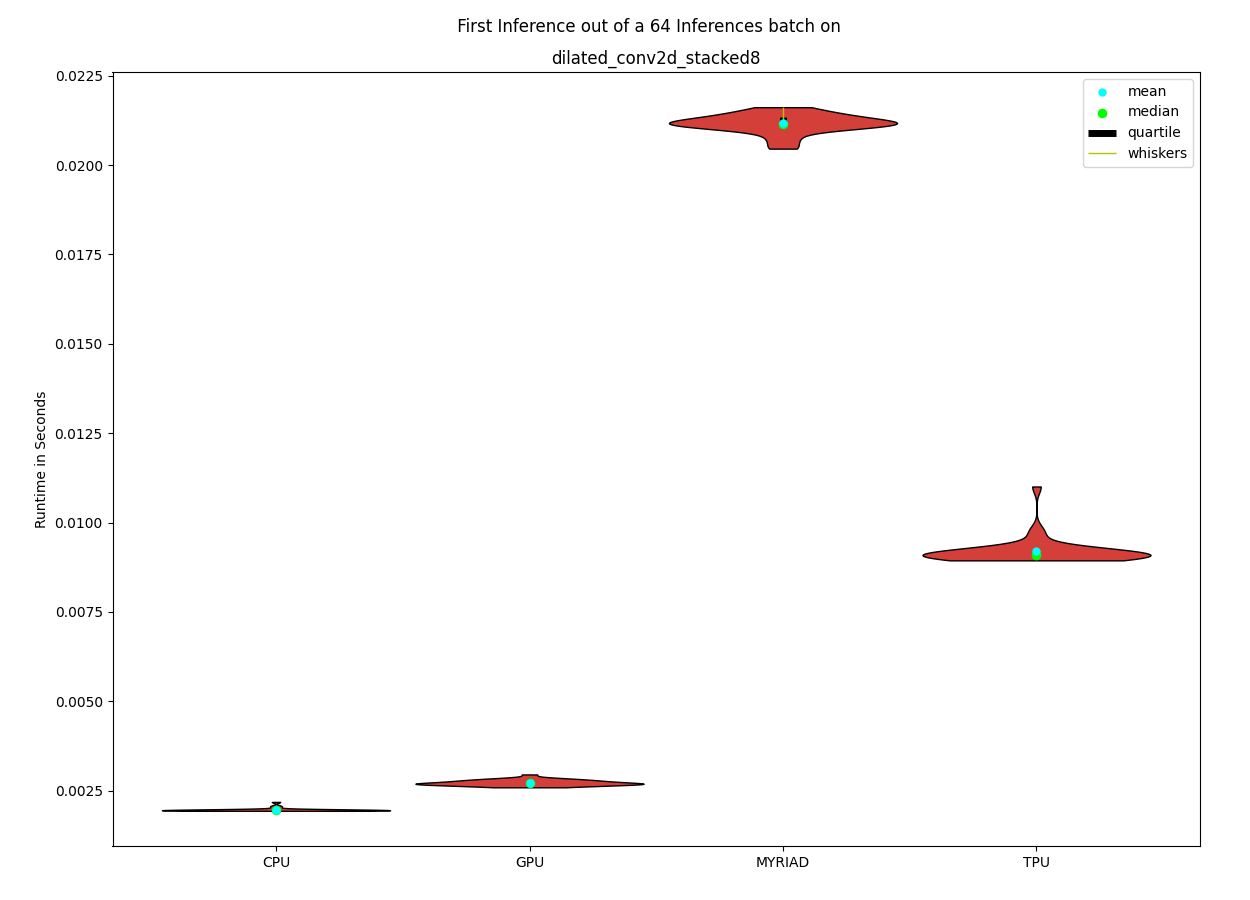 First Inference out of a 64 Inferences batch on
dilated_conv2d_stacked8
0.0225
0.0200
0.0175
0.0150
0.0125
0.0100
0.0075
0.0050
0.0025
Runtime in Seconds
mean
median
quartile
whiskers
CPU GPU MYRIAD TPU